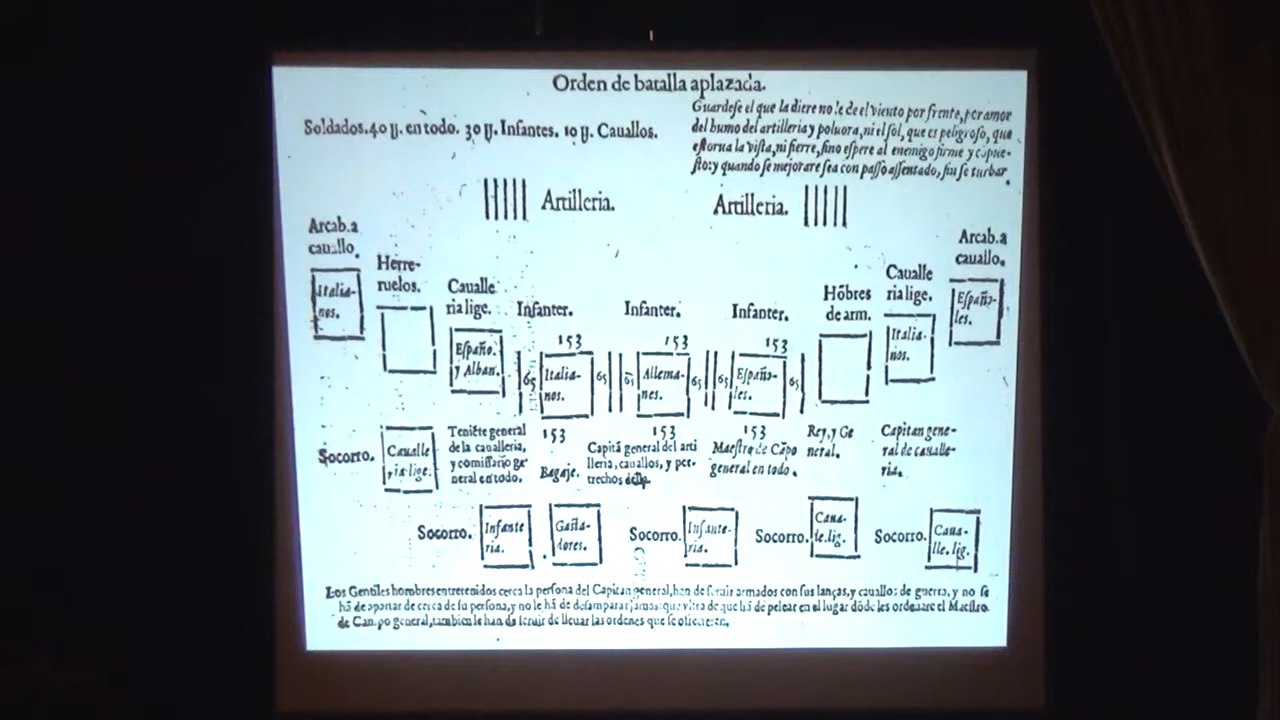 Orden de batalla aplazada.
Soldados.40 U. en todo. 30 U. Infantes. 10 U. Cauallos.
Guardese el que la diere no le de el viento por frente, por amor
del humo del artilleria y poluora, ni el sol, que es peligroso, que
estorua la vista, ni fierre, sino espere al enemigo firme y cōpue-
sto: y quando se mejorare sea con passo assentado, sin se turbar.
Artilleria.
Artilleria.
Arcab.a
cauallo.
Italia-
nos.
Herre-
ruelos.
Caualle
ria lige.
Españo.
y Alban.
Infanter.
153
65
Italia-
nos.
65
153
Infanter.
153
65
Allema-
nes.
65
153
Infanter.
153
65
Españo-
les.
65
153
Hōbres
de arm.
Caualle
ria lige.
Italia-
nos.
Arcab.a
cauallo.
Españo-
les.
Socorro.
Caualle
ria lige.
Teniēte general
de la caualleria,
y comissario ge
neral en todo.
Bagaje.
Capitā general del arti
lleria, cauallos, y per-
trechos della.
Maestre de Cāpo
general en todo.
Rey, y Ge
neral.
Capitan gene-
ral de caualle-
ria.
Socorro.
Infante
ria.
Gasta-
dores.
Socorro.
Infante-
ria.
Socorro.
Caua-
lle.lig.
Socorro.
Caua-
lle.lig.
Los Gentiles hombres entretenidos cerca la persona del Capitan general, han de seruir armados con sus lanças, y cauallos de guerra, y no se
hā de apartar de cerca de su persona, y no le hā de desamparar jamas: que vltra de que hā de pelear en el lugar dōde les ordenare el Maestro
de Campo general, tambien le han de seruir de lleuar las ordenes que se ofrecieren.